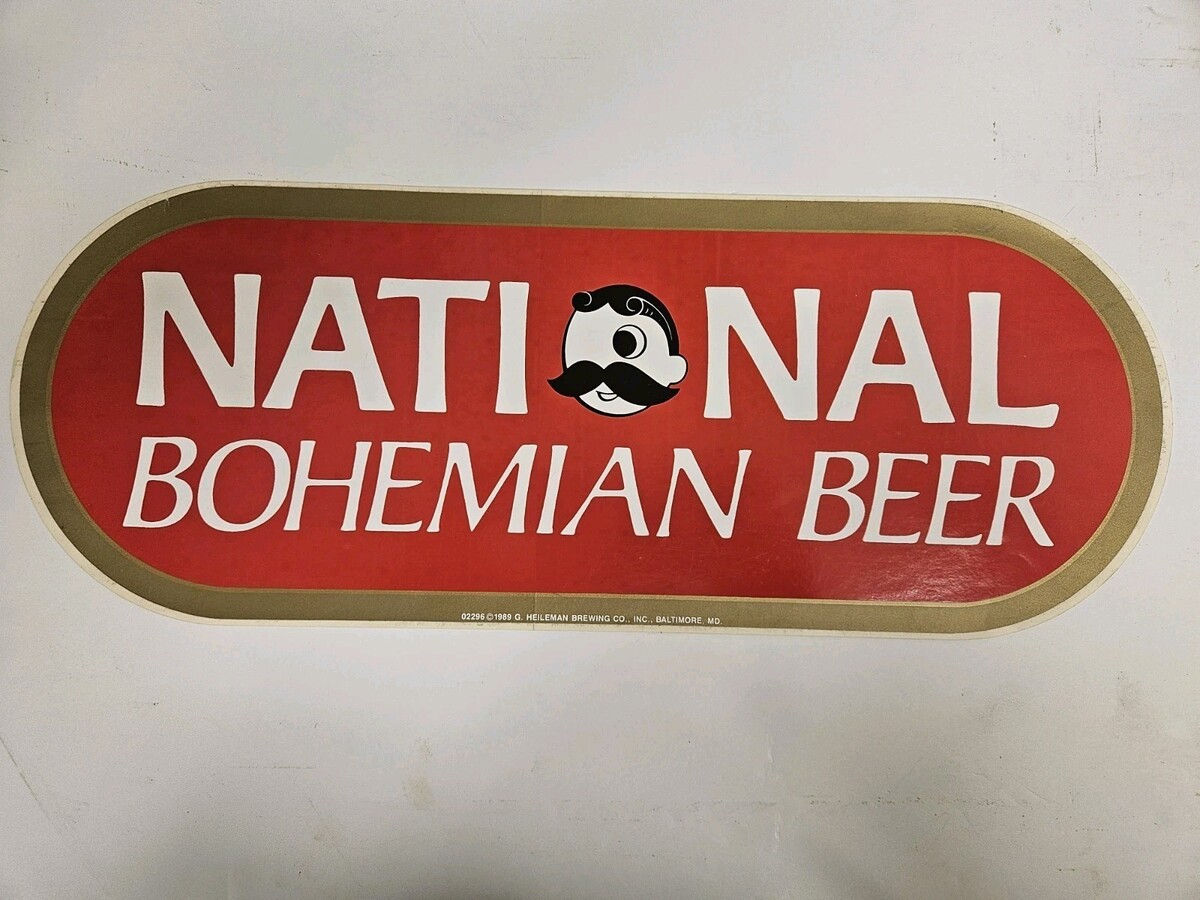 NATIONAL
BOHEMIAN BEER
02296 ©1989 G. HEILEMAN BREWING CO., INC., BALTIMORE, MD.